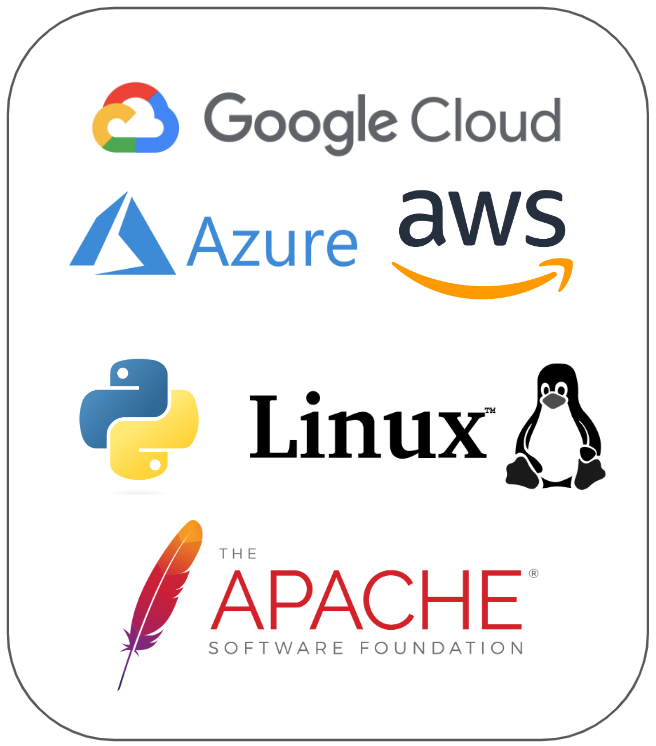 Google Cloud
Azure
aws
Linux™
THE
APACHE®
SOFTWARE FOUNDATION